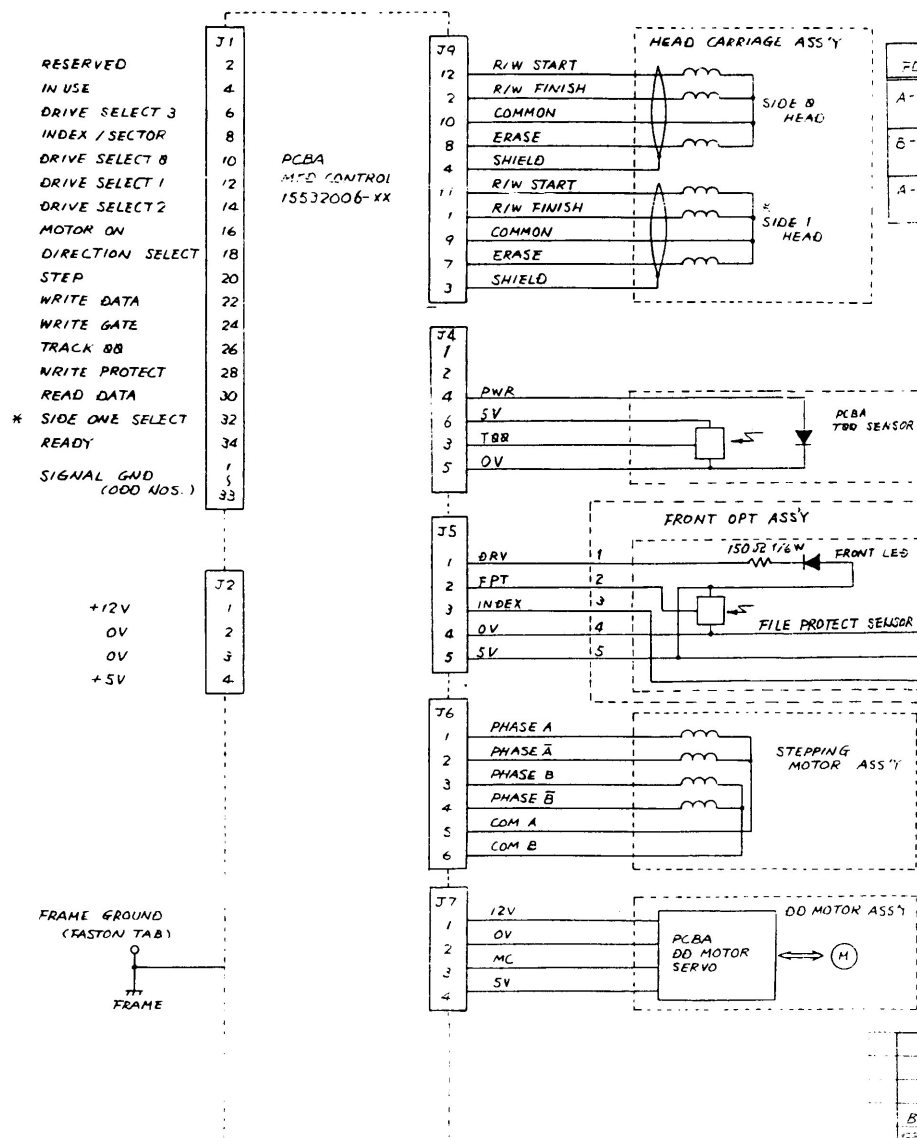 J1
RESERVED 2
IN USE 4
DRIVE SELECT 3 6
INDEX / SECTOR 8
DRIVE SELECT 0 10
DRIVE SELECT 1 12
DRIVE SELECT 2 14
MOTOR ON 16
DIRECTION SELECT 18
STEP 20
WRITE DATA 22
WRITE GATE 24
TRACK 00 26
WRITE PROTECT 28
READ DATA 30
* SIDE ONE SELECT 32
READY 34
SIGNAL GND 1
(ODD NOS.) 33
J2
+12V 1
0V 2
0V 3
+5V 4
FRAME GROUND
(FASTON TAB)
FRAME
PCBA
MFD CONTROL
15532006-XX
J9
12 R/W START
2 R/W FINISH
10 COMMON
8 ERASE
4 SHIELD
11 R/W START
1 R/W FINISH
9 COMMON
7 ERASE
3 SHIELD
HEAD CARRIAGE ASS'Y
SIDE 0
HEAD
*
SIDE 1
HEAD
A-
B-
A-
J4
1
2
4 PWR
6 5V
3 T00
5 0V
PCBA
T00 SENSOR
J5
1 DRV 1
2 FPT 2
3 INDEX 3
4 0V 4
5 5V 5
FRONT OPT ASS'Y
150Ω 1/6W
FRONT LED
FILE PROTECT SENSOR
J6
1 PHASE A
2 PHASE A̅
3 PHASE B
4 PHASE B̅
5 COM A
6 COM B
STEPPING
MOTOR ASS'Y
J7
1 12V
2 0V
3 MC
4 5V
DD MOTOR ASS'Y
PCBA
DD MOTOR
SERVO
M
B